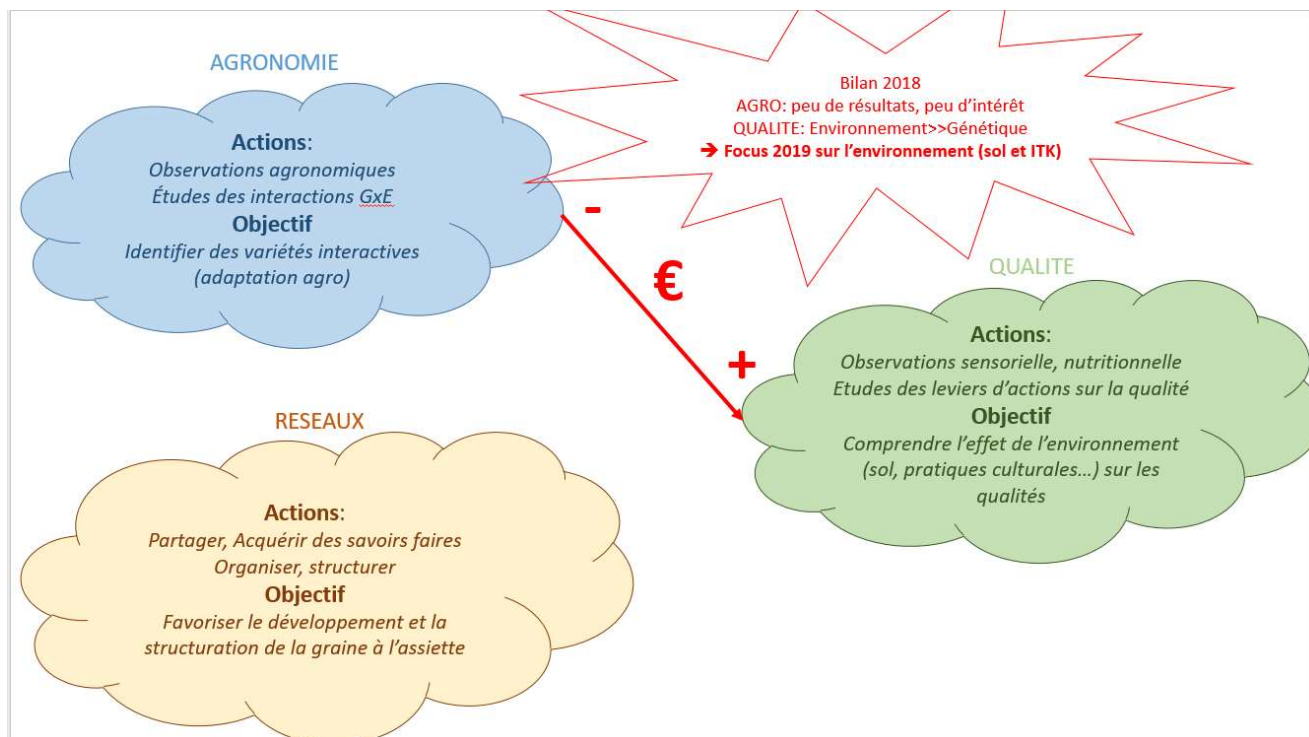 AGRONOMIE
Actions:
Observations agronomiques
Études des interactions GxE
Objectif
Identifier des variétés interactives
(adaptation agro)
Bilan 2018
AGRO: peu de résultats, peu d'intérêt
QUALITE: Environnement>>Génétique
➔ Focus 2019 sur l'environnement (sol et ITK)
-
€
+
QUALITE
Actions:
Observations sensorielle, nutritionnelle
Etudes des leviers d'actions sur la qualité
Objectif
Comprendre l'effet de l'environnement
(sol, pratiques culturales…) sur les
qualités
RESEAUX
Actions:
Partager, Acquérir des savoirs faires
Organiser, structurer
Objectif
Favoriser le développement et la
structuration de la graine à l'assiette